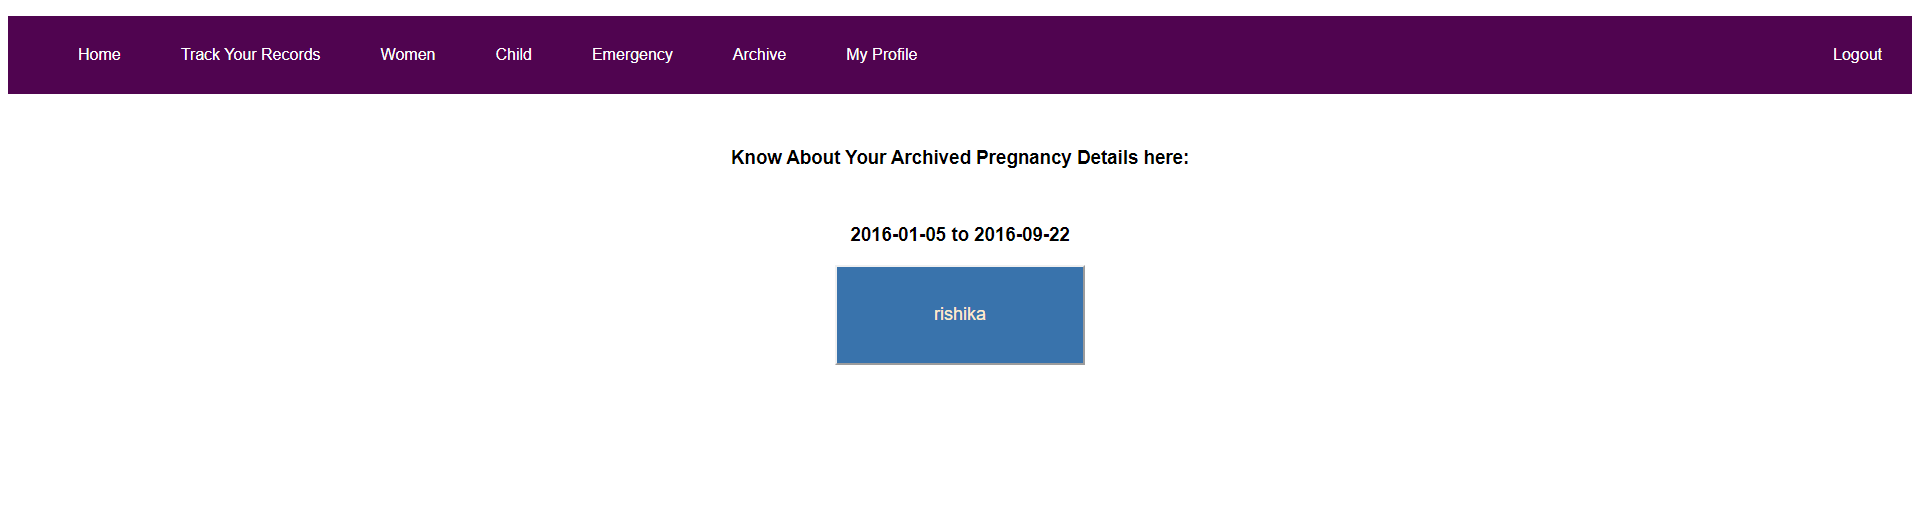 Home Track Your Records Women Child Emergency Archive My Profile Logout
Know About Your Archived Pregnancy Details here:
2016-01-05 to 2016-09-22
rishika